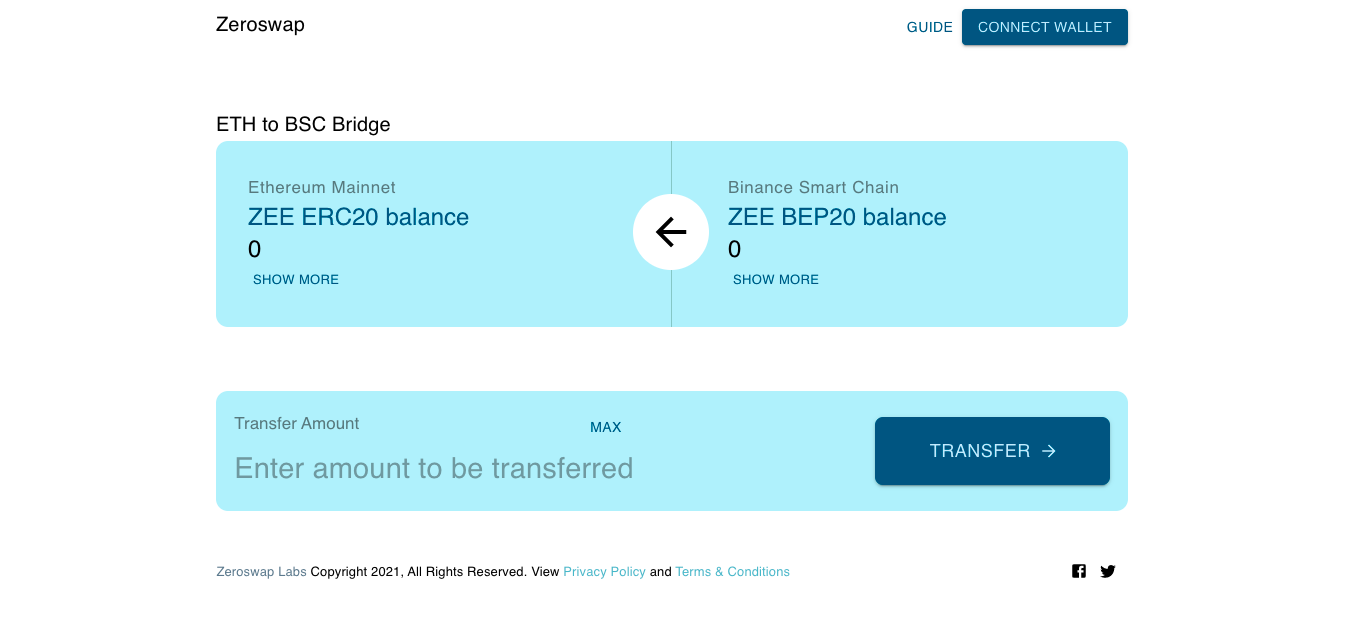 Zeroswap
GUIDE
CONNECT WALLET
ETH to BSC Bridge
Ethereum Mainnet
ZEE ERC20 balance
0
SHOW MORE
Binance Smart Chain
ZEE BEP20 balance
0
SHOW MORE
Transfer Amount
MAX
Enter amount to be transferred
TRANSFER
Zeroswap Labs Copyright 2021, All Rights Reserved. View Privacy Policy and Terms & Conditions